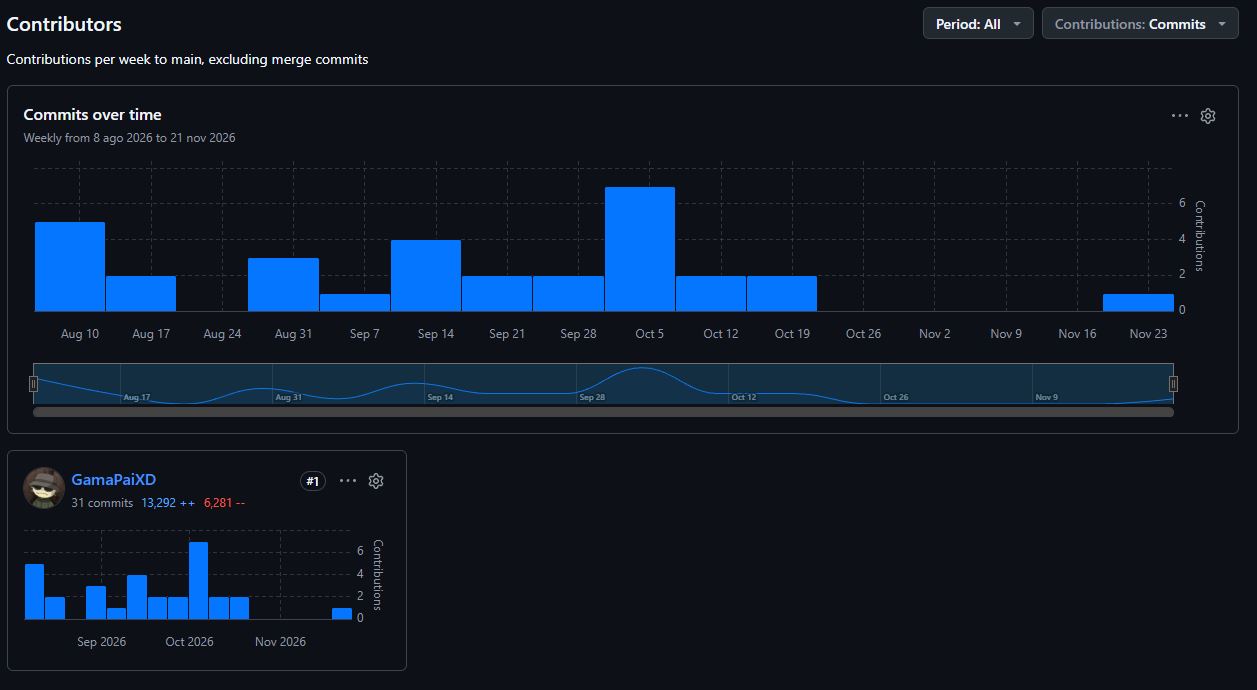 Contributors
Period: All
Contributions: Commits
Contributions per week to main, excluding merge commits
Commits over time
Weekly from 8 ago 2026 to 21 nov 2026
6
4
2
0
Contributions
Aug 10 Aug 17 Aug 24 Aug 31 Sep 7 Sep 14 Sep 21 Sep 28 Oct 5 Oct 12 Oct 19 Oct 26 Nov 2 Nov 9 Nov 16 Nov 23
Aug 17 Aug 31 Sep 14 Sep 28 Oct 12 Oct 26 Nov 9
GamaPaiXD
#1
31 commits 13,292 ++ 6,281 --
6
4
2
0
Contributions
Sep 2026 Oct 2026 Nov 2026